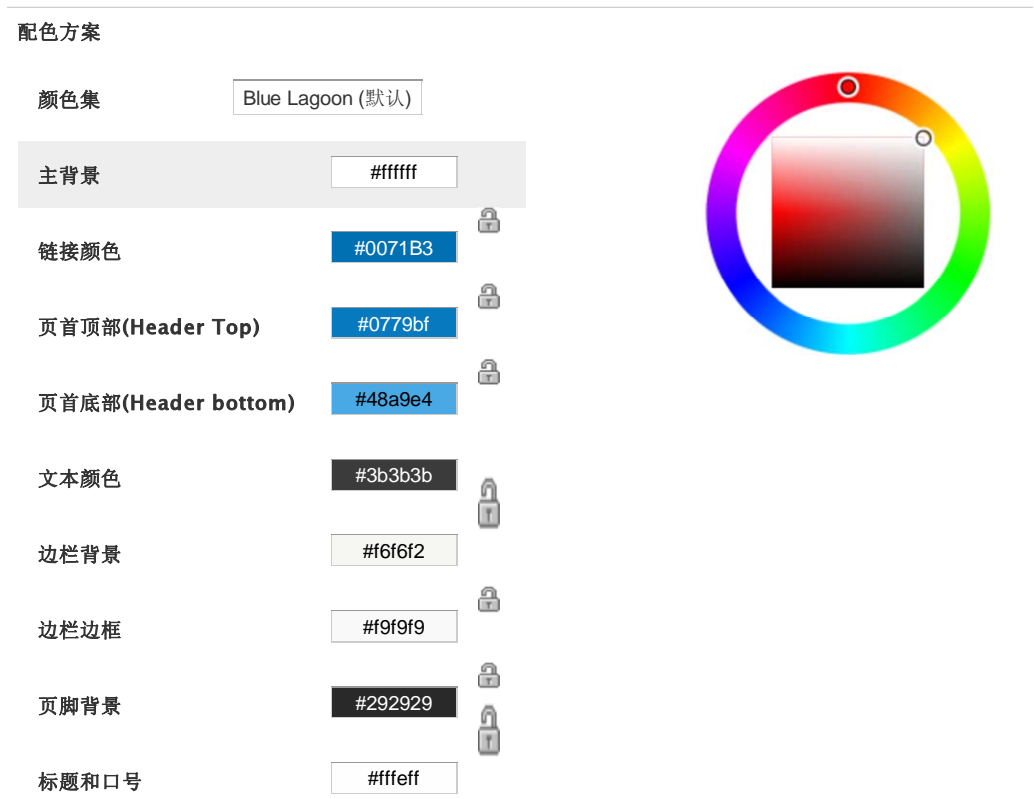 配色方案
颜色集 Blue Lagoon (默认)
主背景 #ffffff
链接颜色 #0071B3
页首顶部(Header Top) #0779bf
页首底部(Header bottom) #48a9e4
文本颜色 #3b3b3b
边栏背景 #f6f6f2
边栏边框 #f9f9f9
页脚背景 #292929
标题和口号 #fffeff